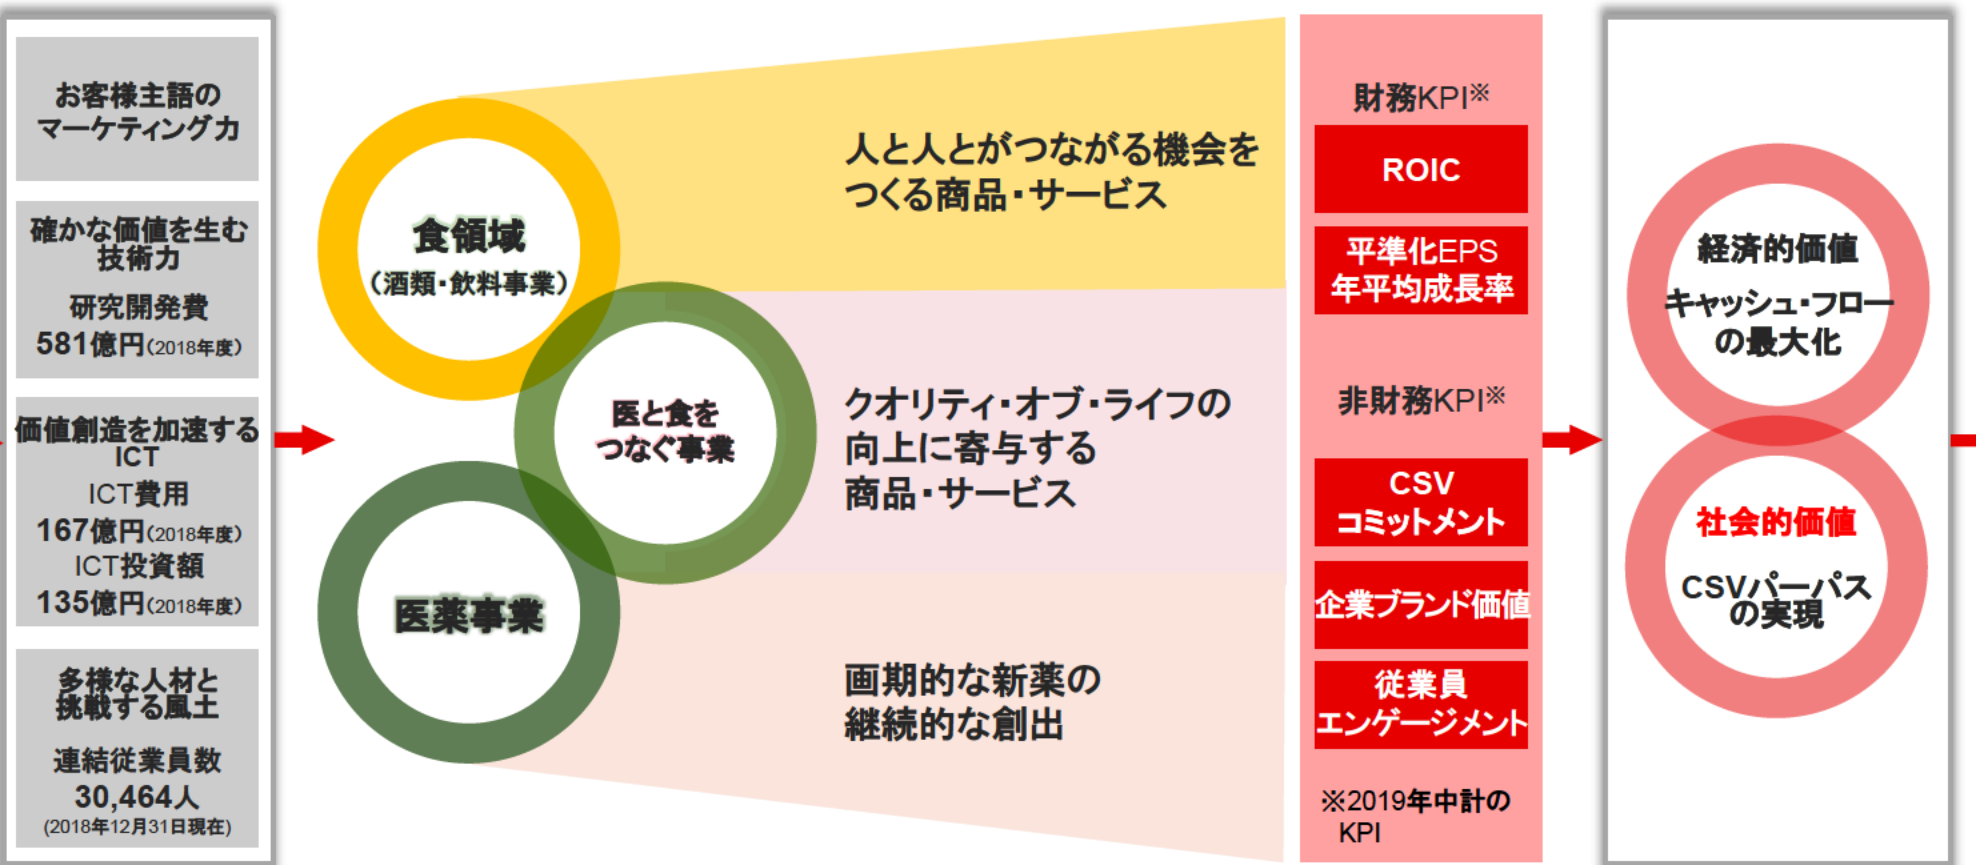 お客様主語の
マーケティング力
確かな価値を生む
技術力
研究開発費
581億円(2018年度)
価値創造を加速する
ICT
ICT費用
167億円(2018年度)
ICT投資額
135億円(2018年度)
多様な人材と
挑戦する風土
連結従業員数
30,464人
(2018年12月31日現在)
食領域
(酒類・飲料事業)
医と食を
つなぐ事業
医薬事業
人と人とがつながる機会を
つくる商品・サービス
クオリティ・オブ・ライフの
向上に寄与する
商品・サービス
画期的な新薬の
継続的な創出
財務KPI※
ROIC
平準化EPS
年平均成長率
非財務KPI※
CSV
コミットメント
企業ブランド価値
従業員
エンゲージメント
※2019年中計の
KPI
経済的価値
キャッシュ・フロー
の最大化
社会的価値
CSVパーパス
の実現